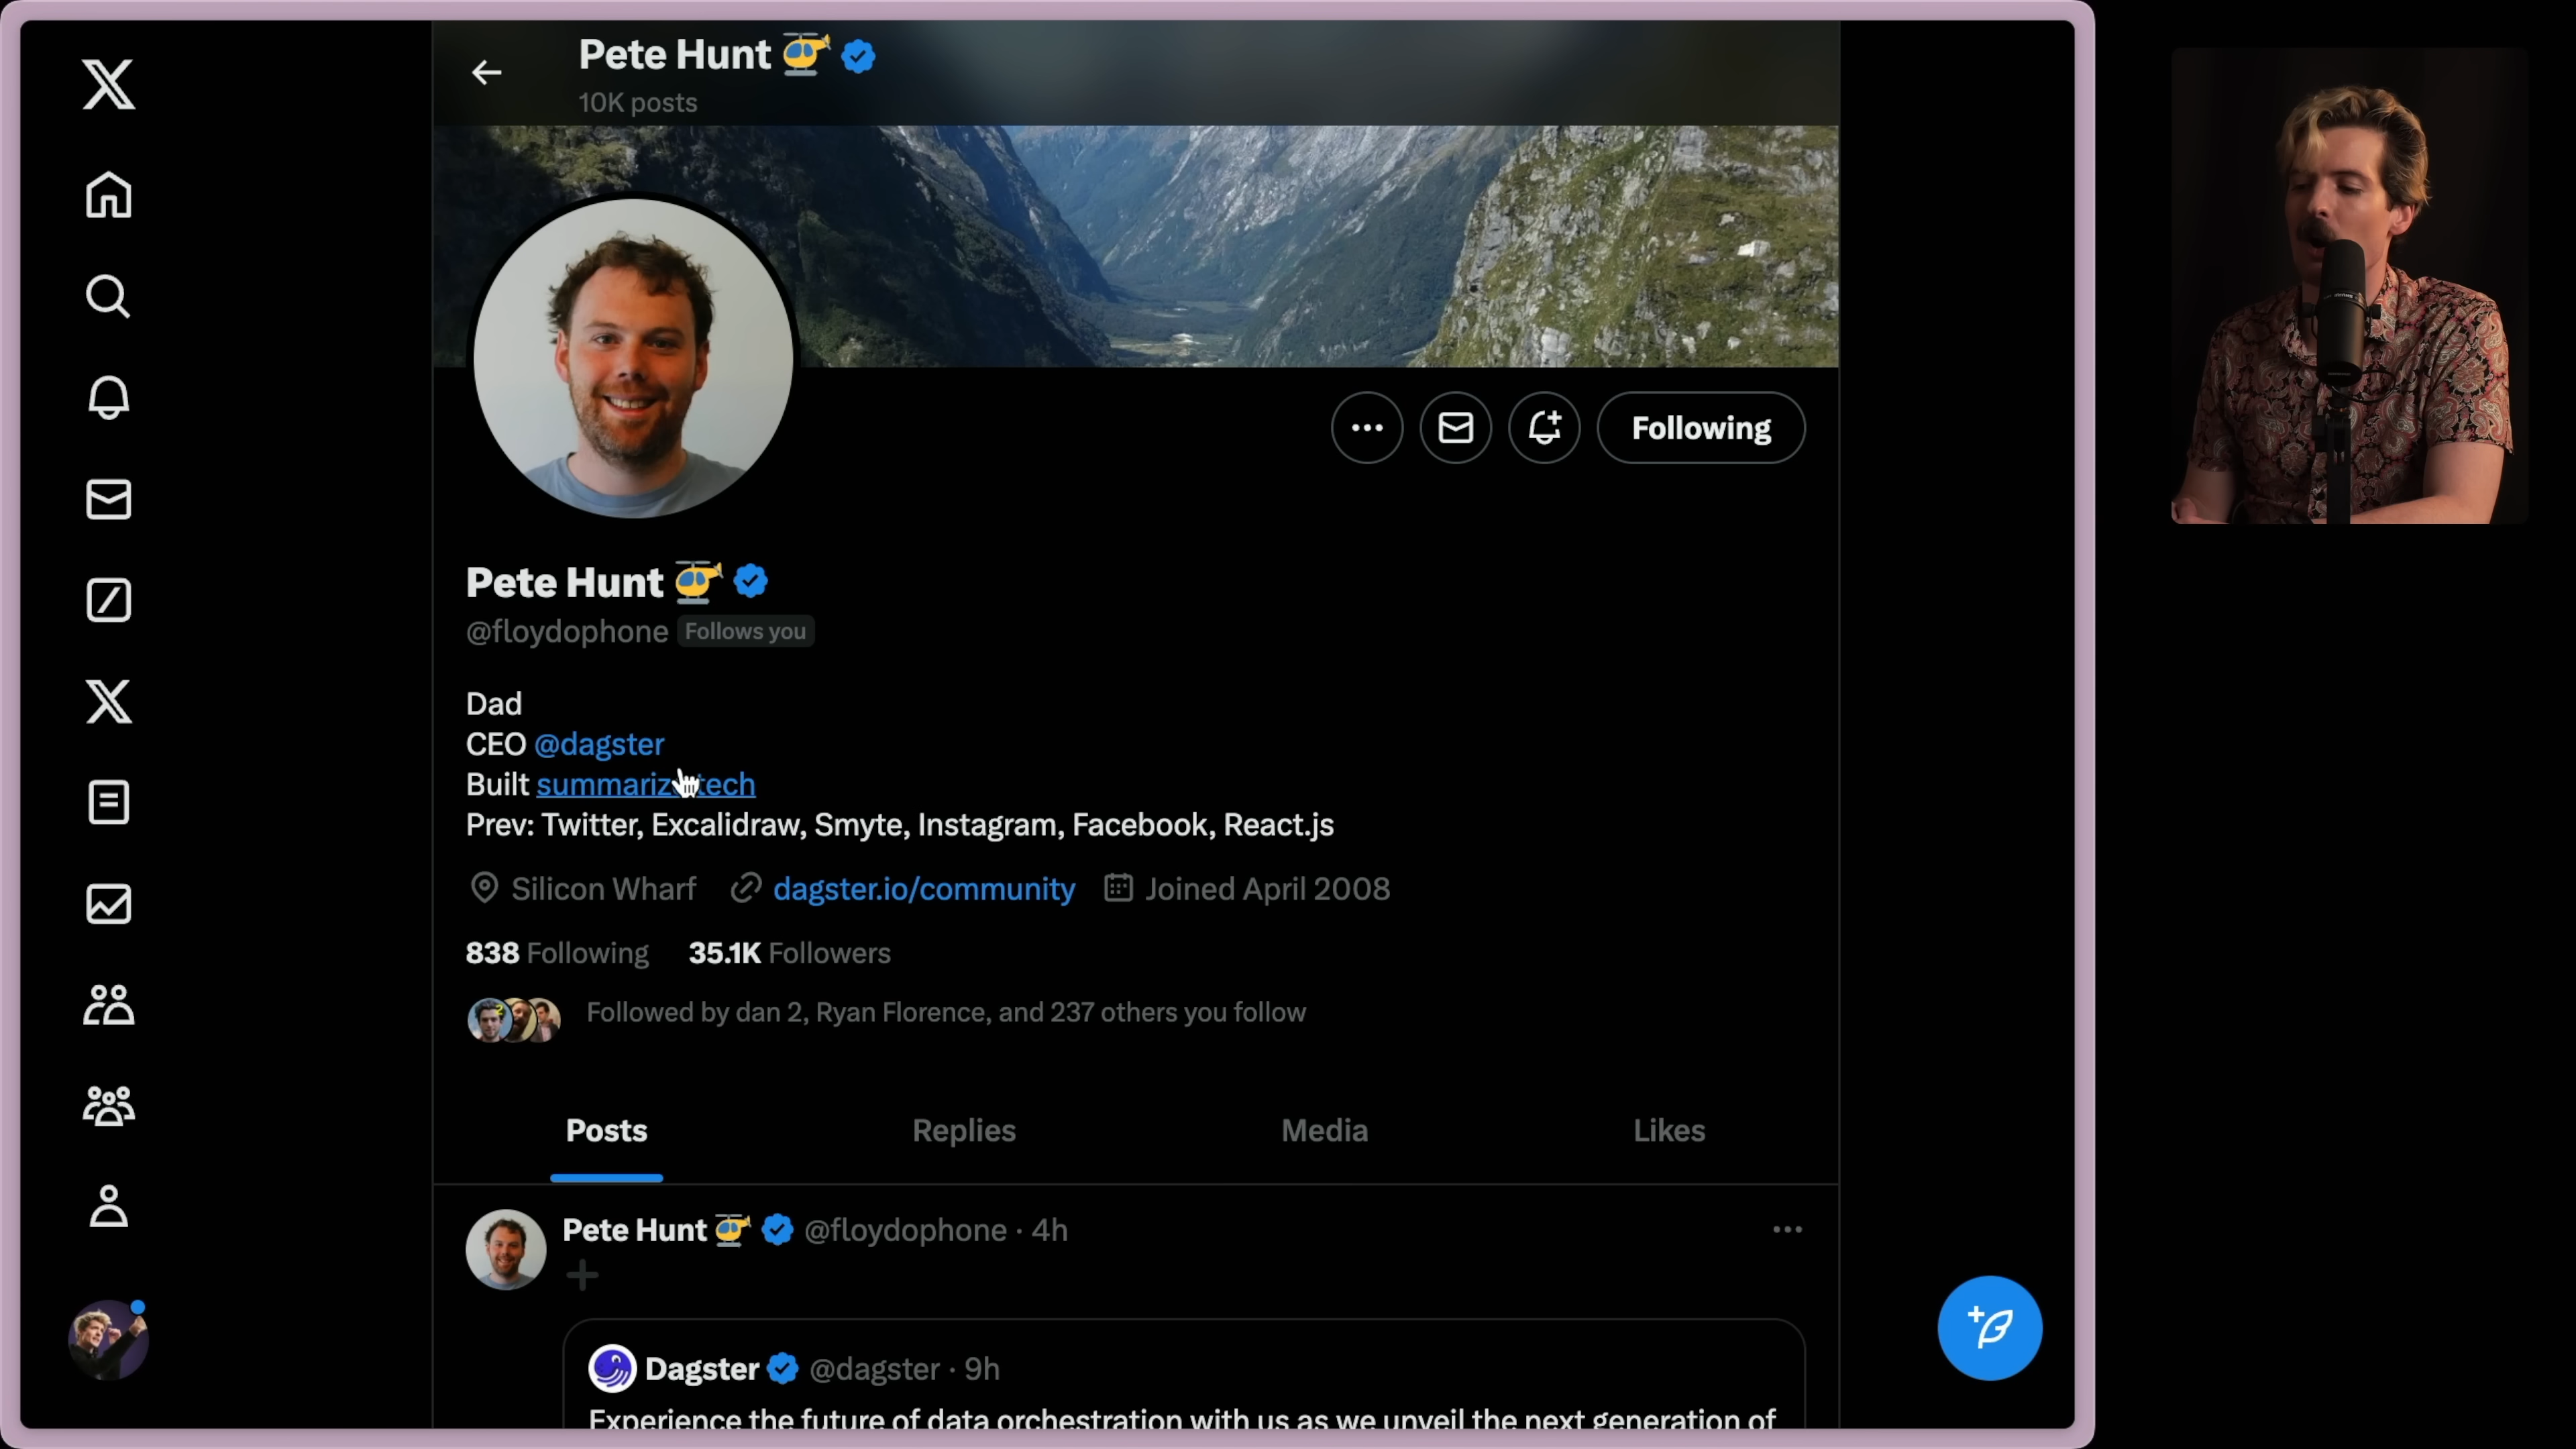 Pete Hunt
10K posts
Following
Pete Hunt
@floydophone Follows you
Dad
CEO @dagster
Built summarize.tech
Prev: Twitter, Excalidraw, Smyte, Instagram, Facebook, React.js
Silicon Wharf dagster.io/community Joined April 2008
838 Following 35.1K Followers
Followed by dan 2, Ryan Florence, and 237 others you follow
Posts Replies Media Likes
Pete Hunt @floydophone · 4h
Dagster @dagster · 9h
Experience the future of data orchestration with us as we unveil the next generation of